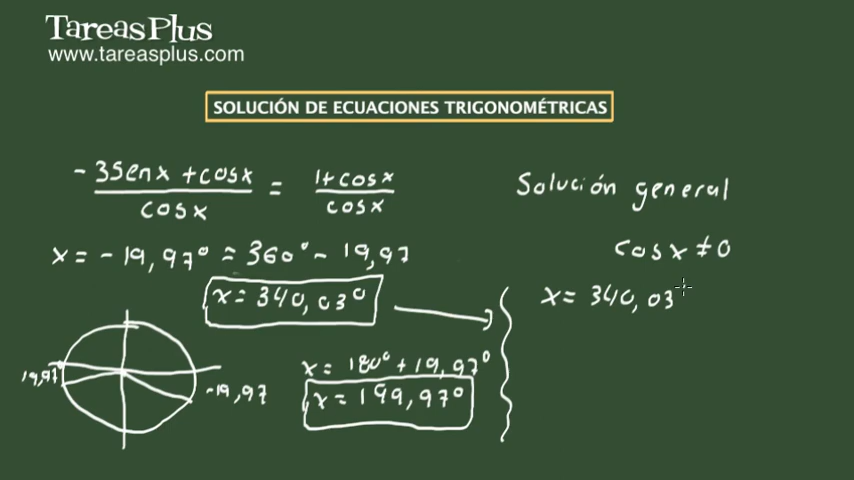 TareasPlus
www.tareasplus.com
SOLUCIÓN DE ECUACIONES TRIGONOMÉTRICAS
(- 3Senx + cosx) / cosx = (1 + cosx) / cosx
Solución general
x = - 19,97° = 360° - 19,97
cosx ≠ 0
x = 340,03°
x = 340,03
x = 180° + 19,97°
19,97°
-19,97
x = 199,97°